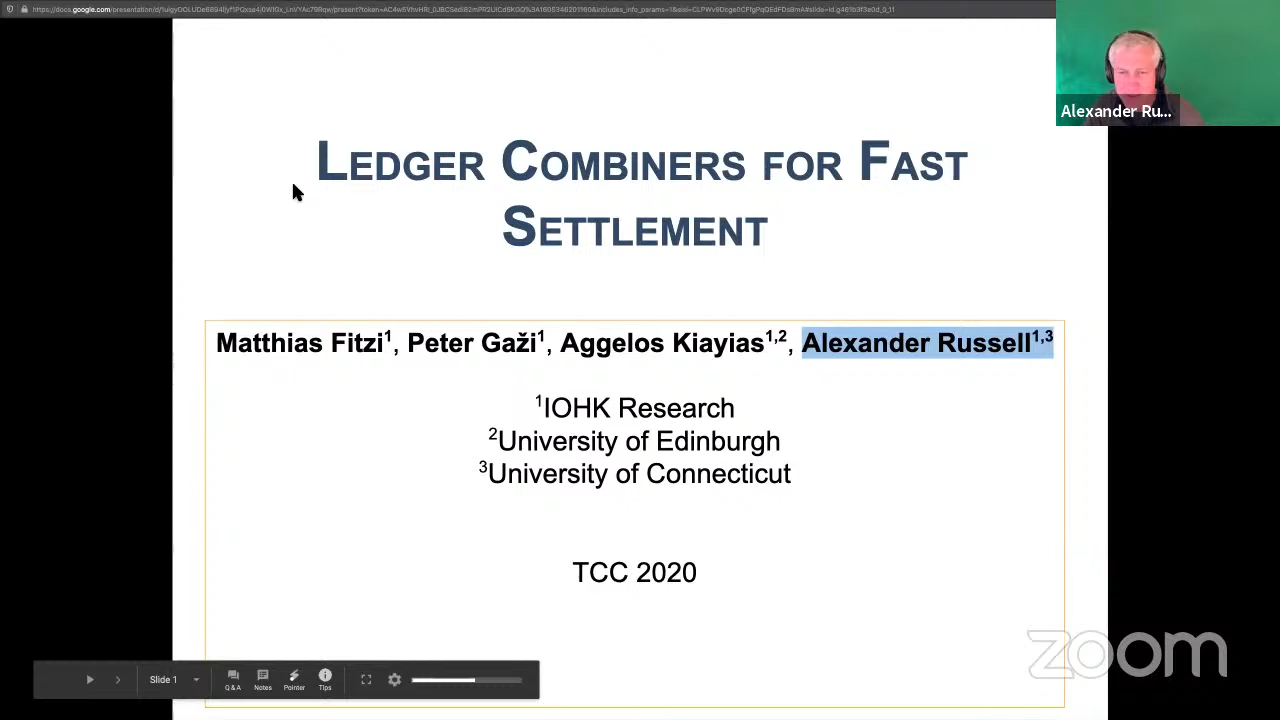 Alexander Ru...
LEDGER COMBINERS FOR FAST
SETTLEMENT
Matthias Fitzi1, Peter Gaži1, Aggelos Kiayias1,2, Alexander Russell1,3
1IOHK Research
2University of Edinburgh
3University of Connecticut
TCC 2020
zoom
Slide 1
Q & A
Notes
Pointer
Tips